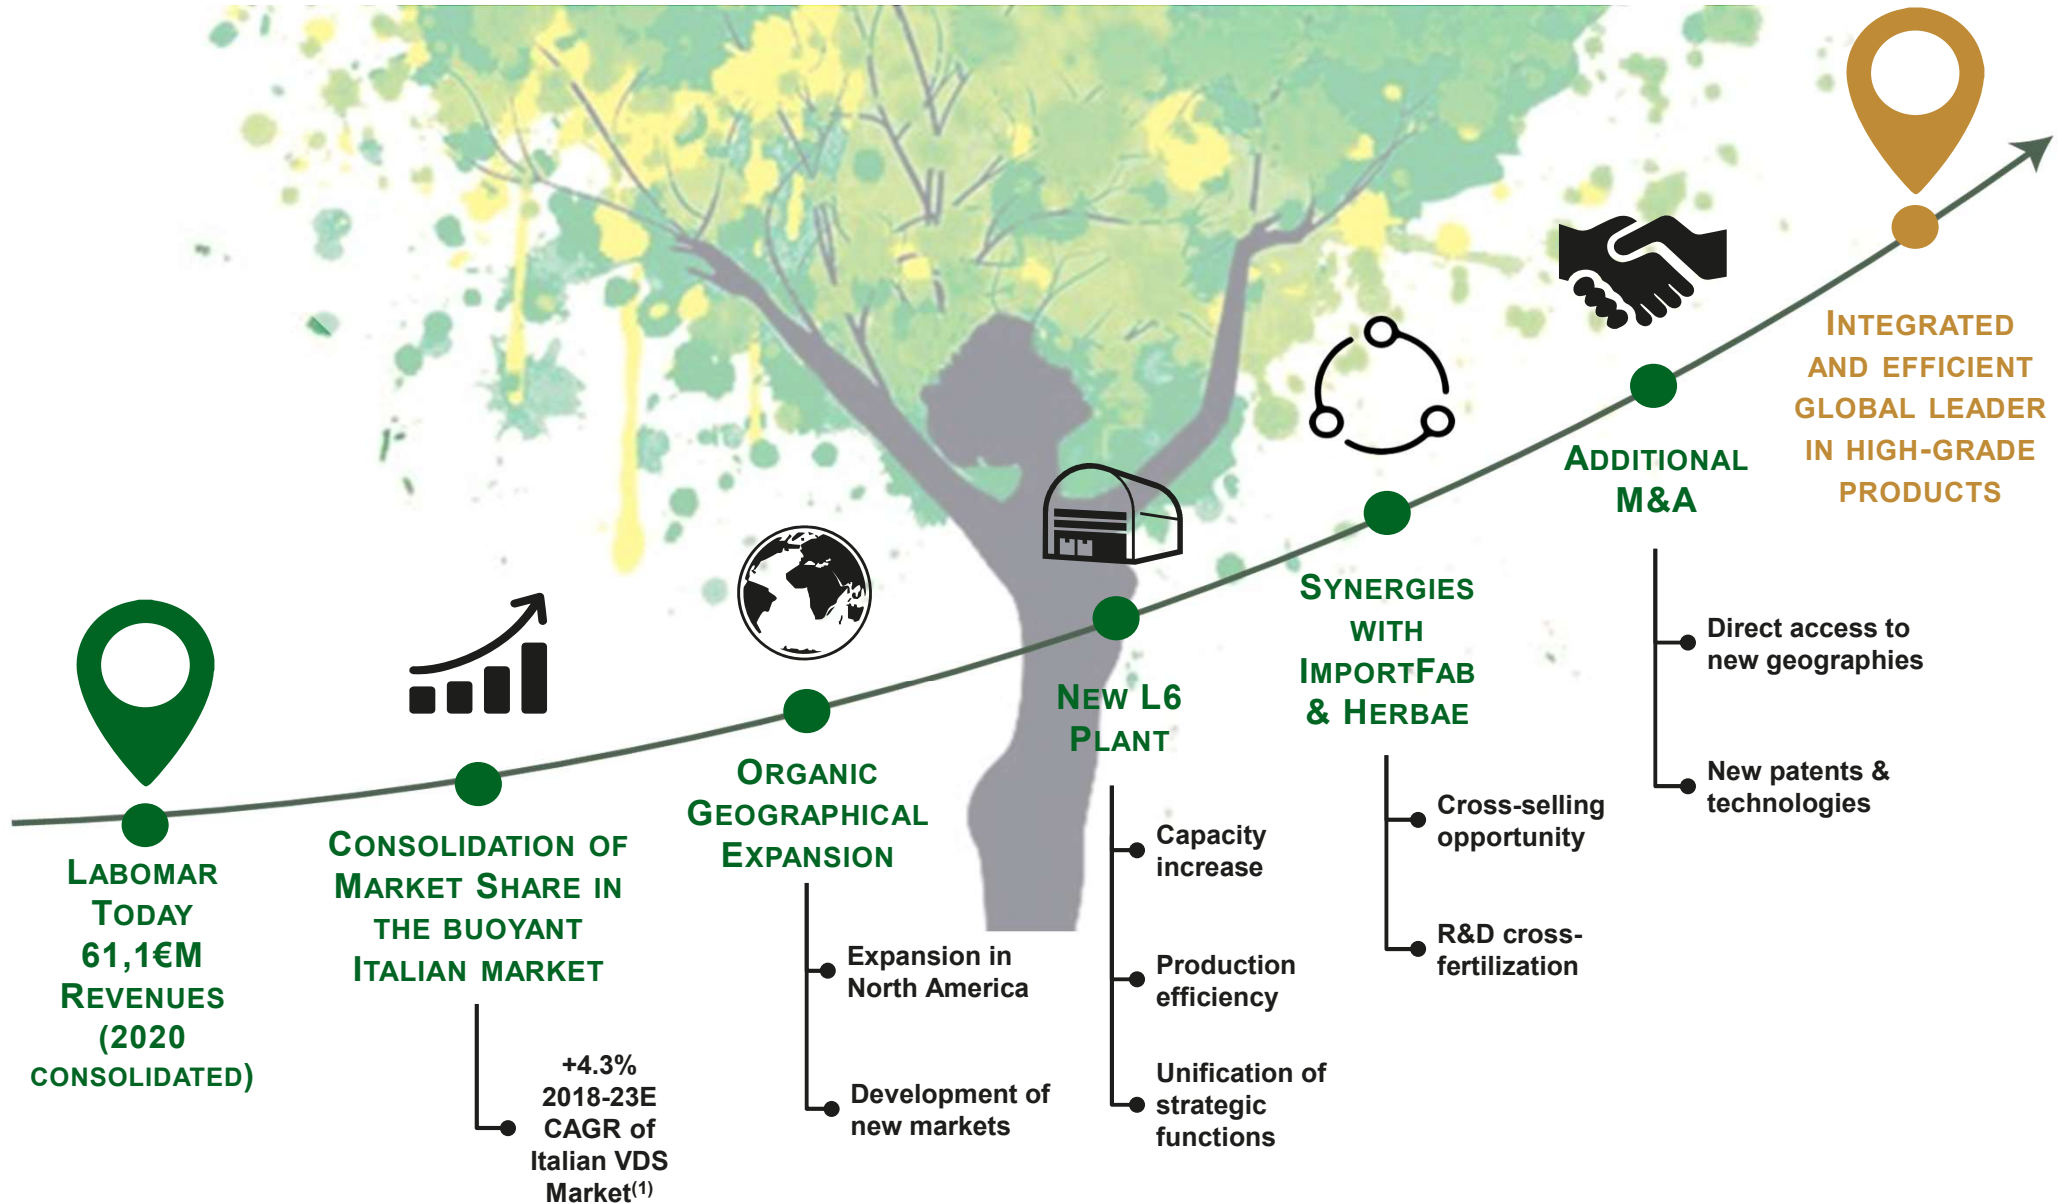 LABOMAR
TODAY
61,1€M
REVENUES
(2020
CONSOLIDATED)
CONSOLIDATION OF
MARKET SHARE IN
THE BUOYANT
ITALIAN MARKET
+4.3%
2018-23E
CAGR of
Italian VDS
Market(1)
ORGANIC
GEOGRAPHICAL
EXPANSION
Expansion in
North America
Development of
new markets
NEW L6
PLANT
Capacity
increase
Production
efficiency
Unification of
strategic
functions
SYNERGIES
WITH
IMPORTFAB
& HERBAE
Cross-selling
opportunity
R&D cross-
fertilization
ADDITIONAL
M&A
Direct access to
new geographies
New patents &
technologies
INTEGRATED
AND EFFICIENT
GLOBAL LEADER
IN HIGH-GRADE
PRODUCTS